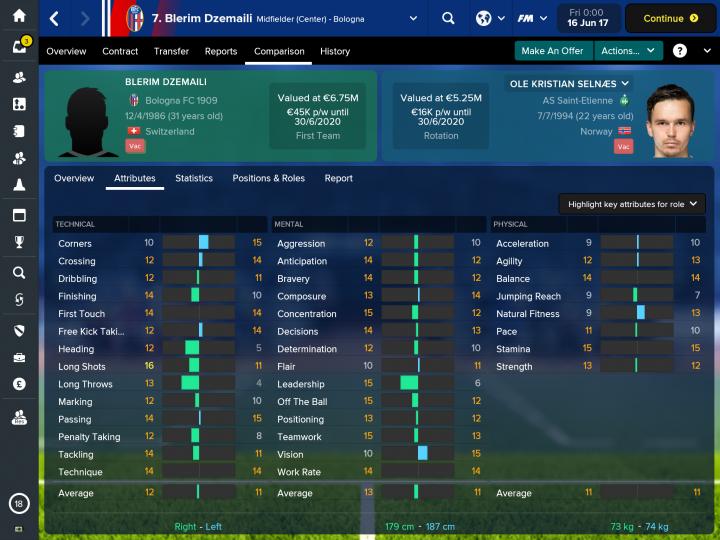 7. Blerim Dzemaili Midfielder (Center) - Bologna
FM
Fri 0:00
16 Jun 17
Continue
3
Overview Contract Transfer Reports Comparison History
Make An Offer Actions... ?
BLERIM DZEMAILI
Bologna FC 1909
12/4/1986 (31 years old)
Switzerland
Vac
Valued at €6.75M
€45K p/w until
30/6/2020
First Team
Valued at €5.25M
€16K p/w until
30/6/2020
Rotation
OLE KRISTIAN SELNÆS
AS Saint-Etienne
7/7/1994 (22 years old)
Norway
Vac
Overview Attributes Statistics Positions & Roles Report
Highlight key attributes for role
TECHNICAL
Corners 10 15
Crossing 12 14
Dribbling 12 11
Finishing 14 10
First Touch 14 14
Free Kick Taki... 12 14
Heading 12 5
Long Shots 16 11
Long Throws 13 4
Marking 12 10
Passing 14 15
Penalty Taking 12 8
Tackling 14 11
Technique 14 14
Average 12 11
MENTAL
Aggression 12 10
Anticipation 14 12
Bravery 14 12
Composure 13 14
Concentration 15 12
Decisions 14 13
Determination 12 10
Flair 10 11
Leadership 15 6
Off The Ball 15 12
Positioning 13 12
Teamwork 15 13
Vision 10 15
Work Rate 14 14
Average 13 11
PHYSICAL
Acceleration 9 10
Agility 12 13
Balance 14 14
Jumping Reach 9 7
Natural Fitness 9 13
Pace 11 10
Stamina 15 15
Strength 13 12
Average 11 11
Right - Left
179 cm - 187 cm
73 kg - 74 kg
Res
18